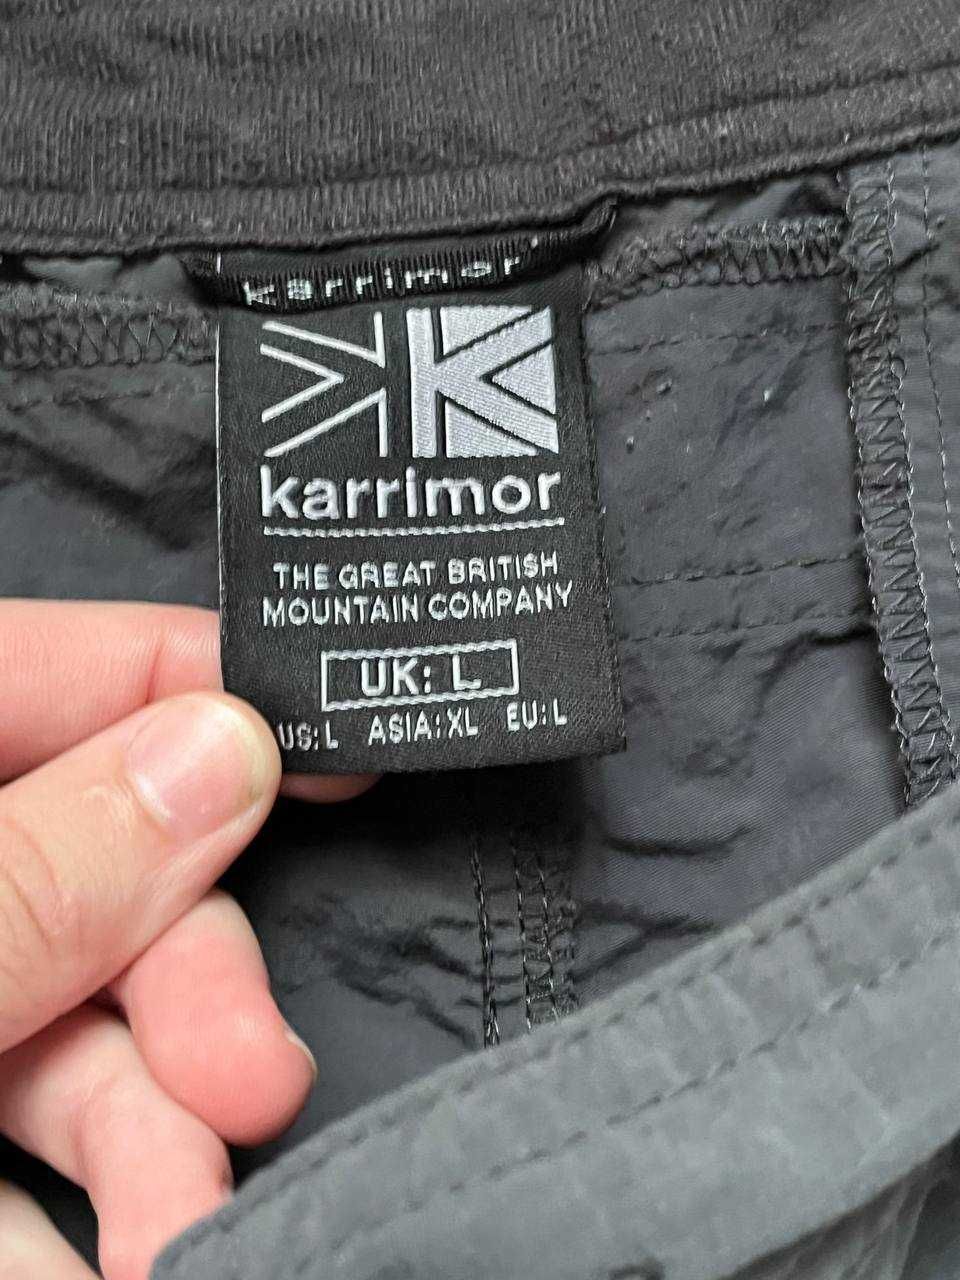 karrimor
karrimor
THE GREAT BRITISH
MOUNTAIN COMPANY
UK: L
US:L ASIA:XL EU:L